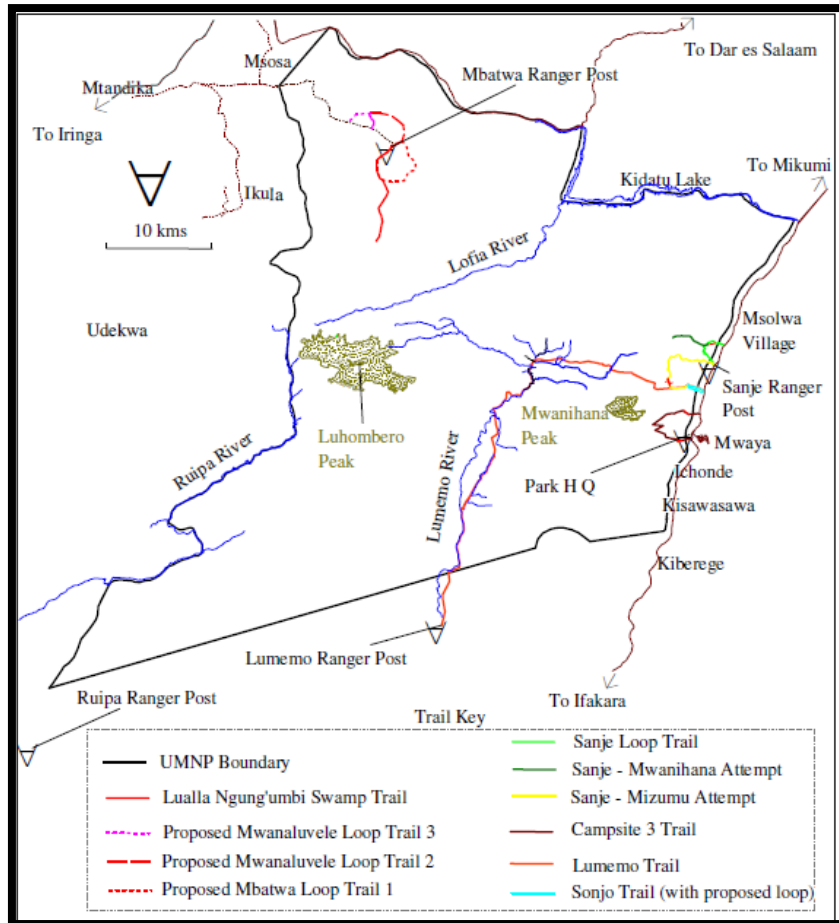 To Dar es Salaam
Msosa
Mbatwa Ranger Post
Mtandika
To Iringa
To Mikumi
Kidatu Lake
Ikula
10 kms
Lofia River
Udekwa
Msolwa
Village
Sanje Ranger
Post
Mwanihana
Peak
Luhombero
Peak
Mwaya
Ruipa River
Lumemo River
Ichonde
Park H Q
Kisawasawa
Kiberege
Lumemo Ranger Post
Ruipa Ranger Post
To Ifakara
Trail Key
UMNP Boundary
Lualla Ngung'umbi Swamp Trail
Proposed Mwanaluvele Loop Trail 3
Proposed Mwanaluvele Loop Trail 2
Proposed Mbatwa Loop Trail 1
Sanje Loop Trail
Sanje - Mwanihana Attempt
Sanje - Mizumu Attempt
Campsite 3 Trail
Lumemo Trail
Sonjo Trail (with proposed loop)